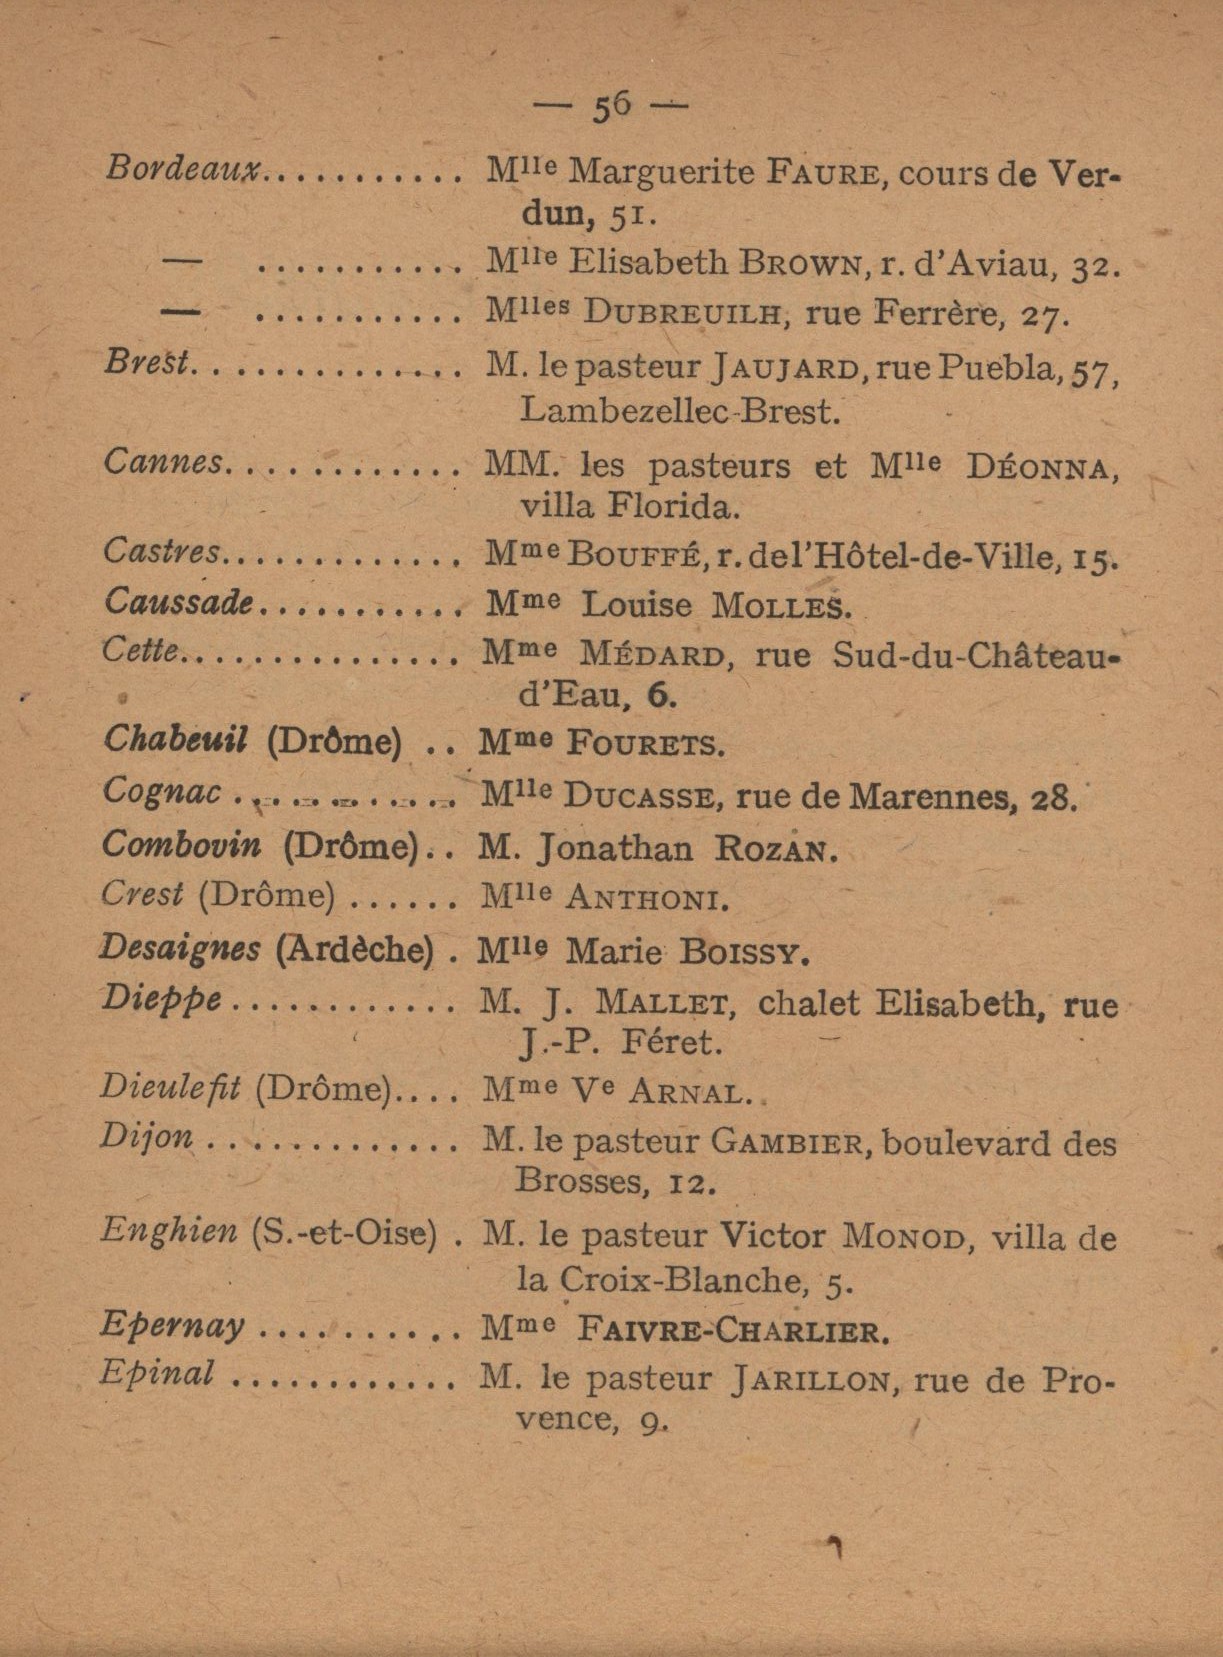 — 56 —
Bordeaux........... Mlle Marguerite FAURE, cours de Ver-
dun, 51.
— ........... Mlle Elisabeth BROWN, r. d'Aviau, 32.
— ........... Mlles DUBREUILH, rue Ferrère, 27.
Brest.............. M. le pasteur JAUJARD, rue Puebla, 57,
Lambezellec-Brest.
Cannes............. MM. les pasteurs et Mlle DÉONNA,
villa Florida.
Castres............. Mme BOUFFÉ, r. de l'Hôtel-de-Ville, 15.
Caussade........... Mme Louise MOLLES.
Cette............... Mme MÉDARD, rue Sud-du-Château-
d'Eau, 6.
Chabeuil (Drôme) .. Mme FOURETS.
Cognac ............ Mlle DUCASSE, rue de Marennes, 28.
Combovin (Drôme).. M. Jonathan ROZAN.
Crest (Drôme) ...... Mlle ANTHONI.
Desaignes (Ardèche) . Mlle Marie BOISSY.
Dieppe ............ M. J. MALLET, chalet Elisabeth, rue
J.-P. Féret.
Dieulefit (Drôme).... Mme Ve ARNAL.
Dijon ............. M. le pasteur GAMBIER, boulevard des
Brosses, 12.
Enghien (S.-et-Oise) . M. le pasteur Victor MONOD, villa de
la Croix-Blanche, 5.
Epernay ........... Mme FAIVRE-CHARLIER.
Epinal ............ M. le pasteur JARILLON, rue de Pro-
vence, 9.